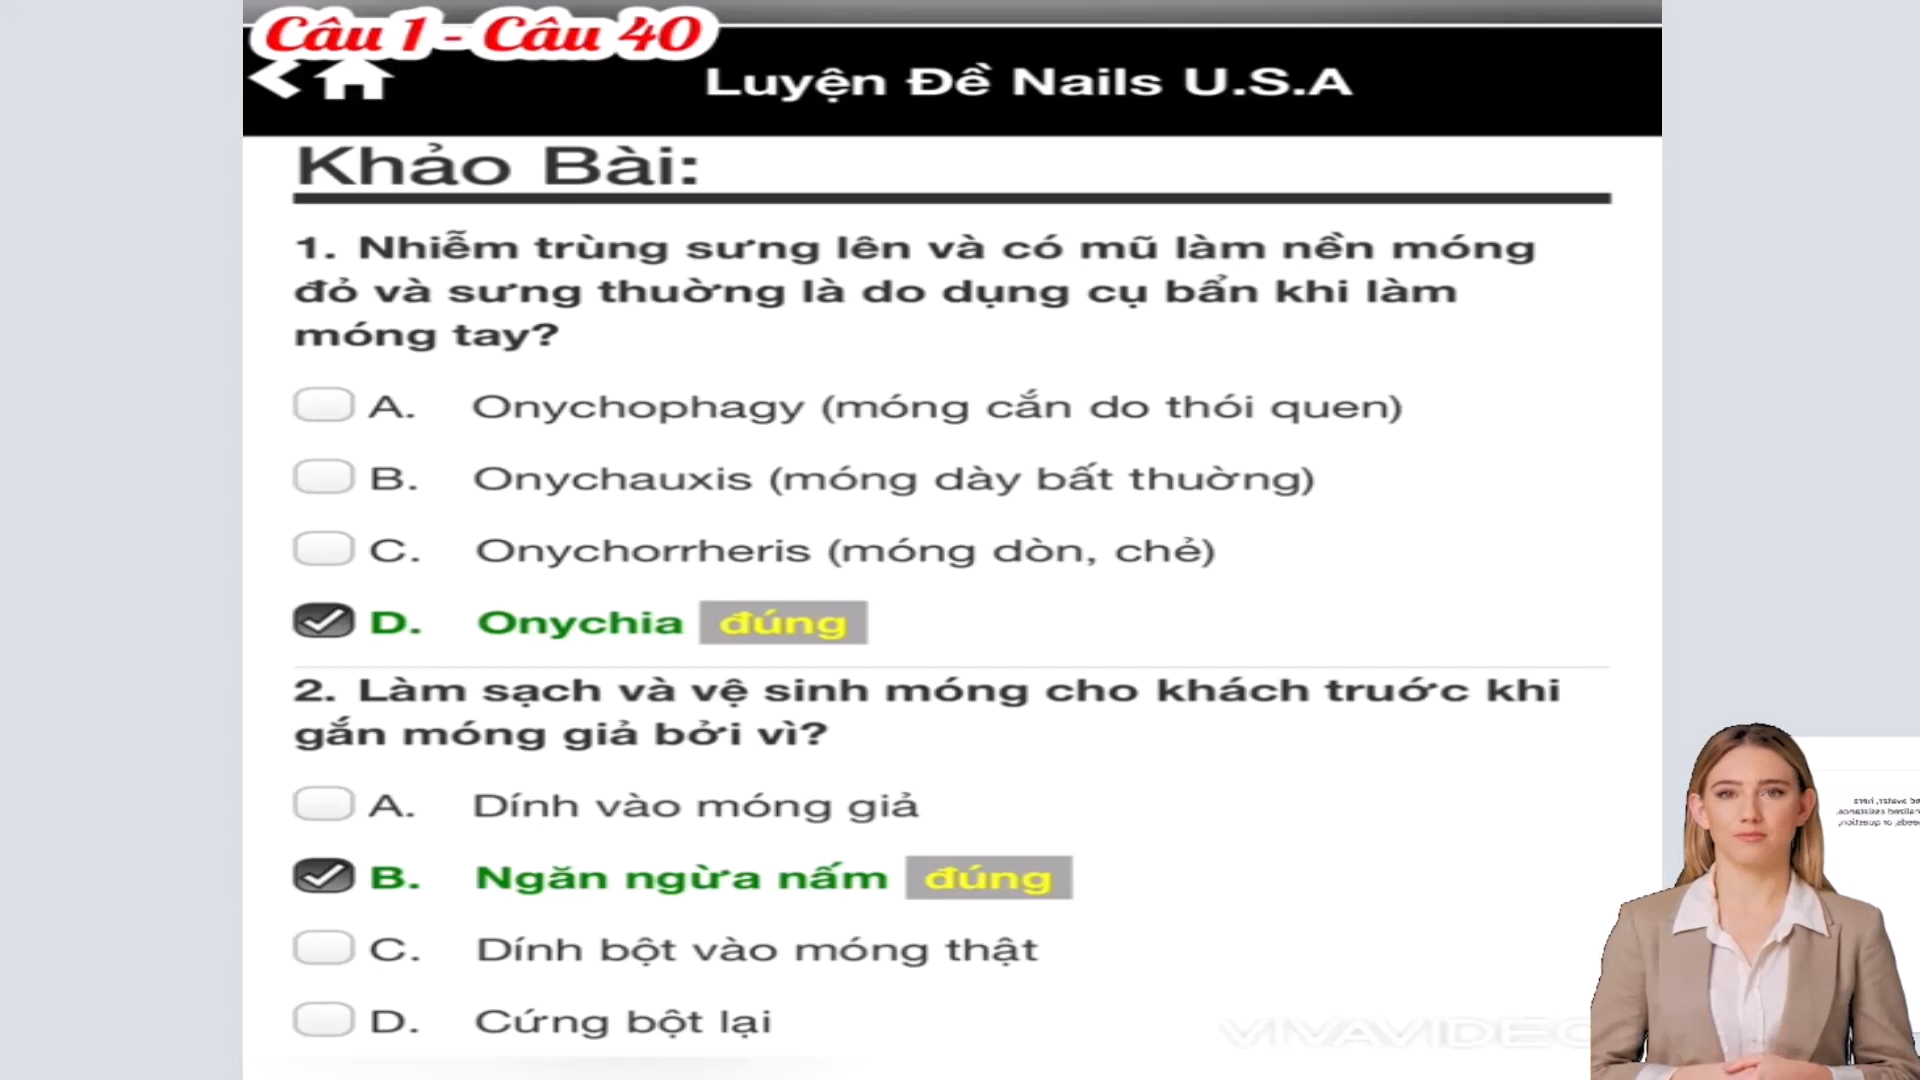 Câu 1 - Câu 40
Luyện Đề Nails U.S.A
Khảo Bài:
1. Nhiễm trùng sưng lên và có mũ làm nền móng
đỏ và sưng thuờng là do dụng cụ bẩn khi làm
móng tay?
A. Onychophagy (móng cắn do thói quen)
B. Onychauxis (móng dày bất thuờng)
C. Onychorrheris (móng dòn, chẻ)
D. Onychia đúng
2. Làm sạch và vệ sinh móng cho khách truớc khi
gắn móng giả bởi vì?
A. Dính vào móng giả
B. Ngăn ngừa nấm đúng
C. Dính bột vào móng thật
D. Cứng bột lại
VIVAVIDEO